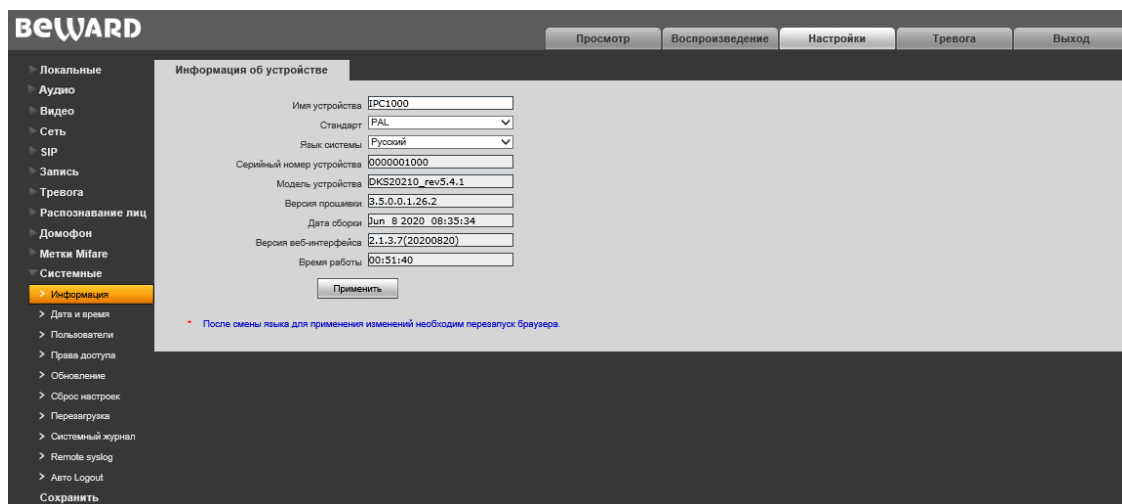 BEWARD
Просмотр
Воспроизведение
Настройки
Тревога
Выход
Локальные
Аудио
Видео
Сеть
SIP
Запись
Тревога
Распознавание лиц
Домофон
Метки Mifare
Системные
Информация
Дата и время
Пользователи
Права доступа
Обновление
Сброс настроек
Перезагрузка
Системный журнал
Remote syslog
Авто Logout
Сохранить
Информация об устройстве
Имя устройства IPC1000
Стандарт PAL
Язык системы Русский
Серийный номер устройства 0000001000
Модель устройства DKS20210_rev5.4.1
Версия прошивки 3.5.0.0.1.26.2
Дата сборки Jun 8 2020 08:35:34
Версия веб-интерфейса 2.1.3.7(20200820)
Время работы 00:51:40
Применить
* После смены языка для применения изменений необходим перезапуск браузера.